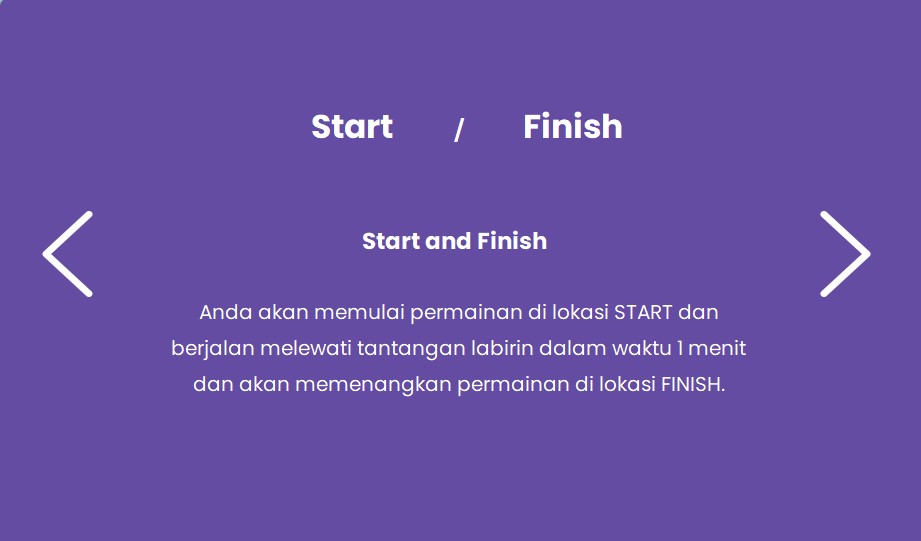 Start / Finish
Start and Finish
Anda akan memulai permainan di lokasi START dan
berjalan melewati tantangan labirin dalam waktu 1 menit
dan akan memenangkan permainan di lokasi FINISH.